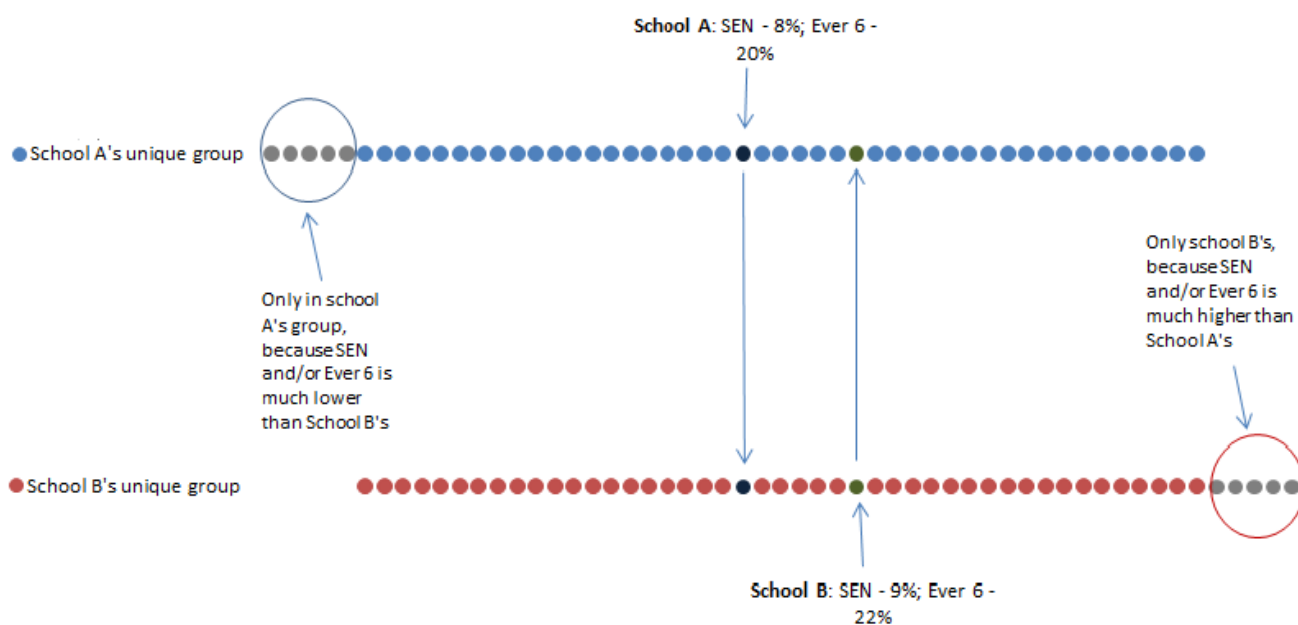 School A: SEN - 8%; Ever 6 -
20%
School A's unique group
Only in school
A's group,
because SEN
and/or Ever 6 is
much lower
than School B's
Only school B's,
because SEN
and/or Ever 6 is
much higher than
School A's
School B's unique group
School B: SEN - 9%; Ever 6 -
22%